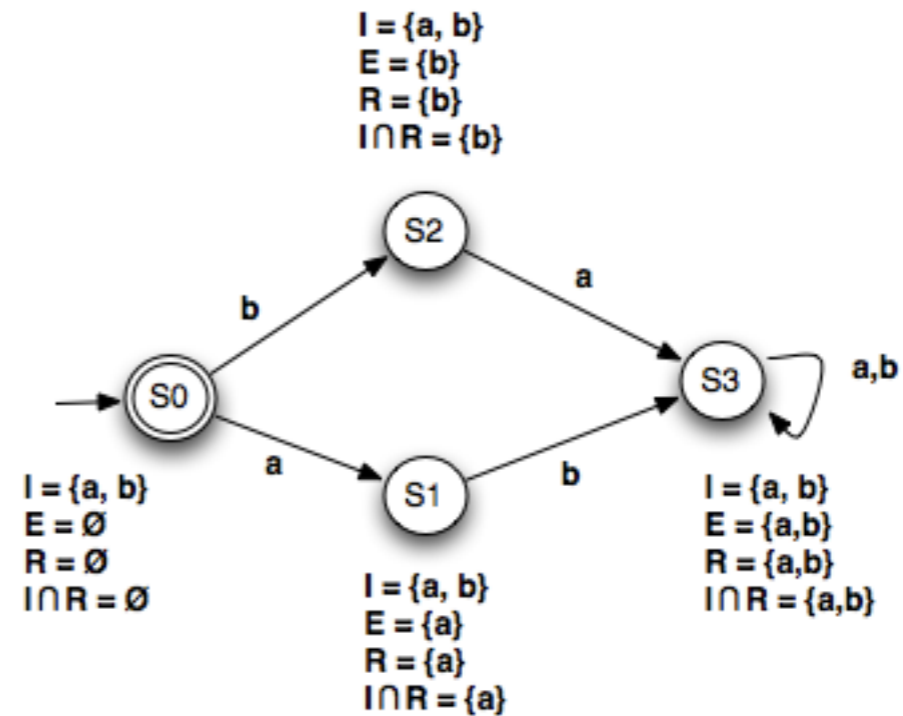 I = {a, b}
E = {b}
R = {b}
I∩R = {b}
S2
a
b
S0
S3
a,b
a
S1
b
I = {a, b}
E = Ø
R = Ø
I∩R = Ø
I = {a, b}
E = {a}
R = {a}
I∩R = {a}
I = {a, b}
E = {a,b}
R = {a,b}
I∩R = {a,b}